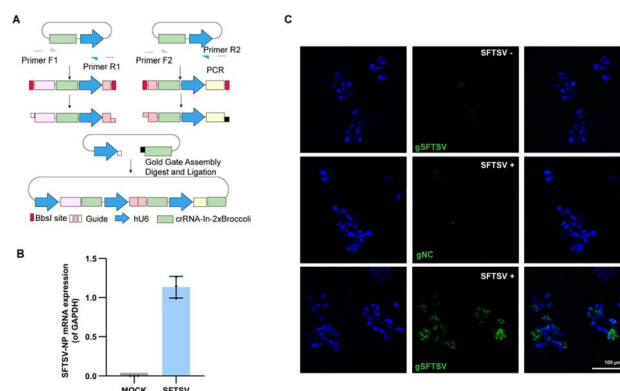 A
Primer F1
Primer R1
Primer F2
Primer R2
PCR
Gold Gate Assembly
Digest and Ligation
BbsI site
Guide
hU6
crRNA-In-2xBroccoli
B
SFTSV-NP mRNA expression
(of GAPDH)
1.5
1.0
0.5
0.0
MOCK
SFTSV
C
SFTSV -
gSFTSV
SFTSV +
gNC
SFTSV +
gSFTSV
100 μm